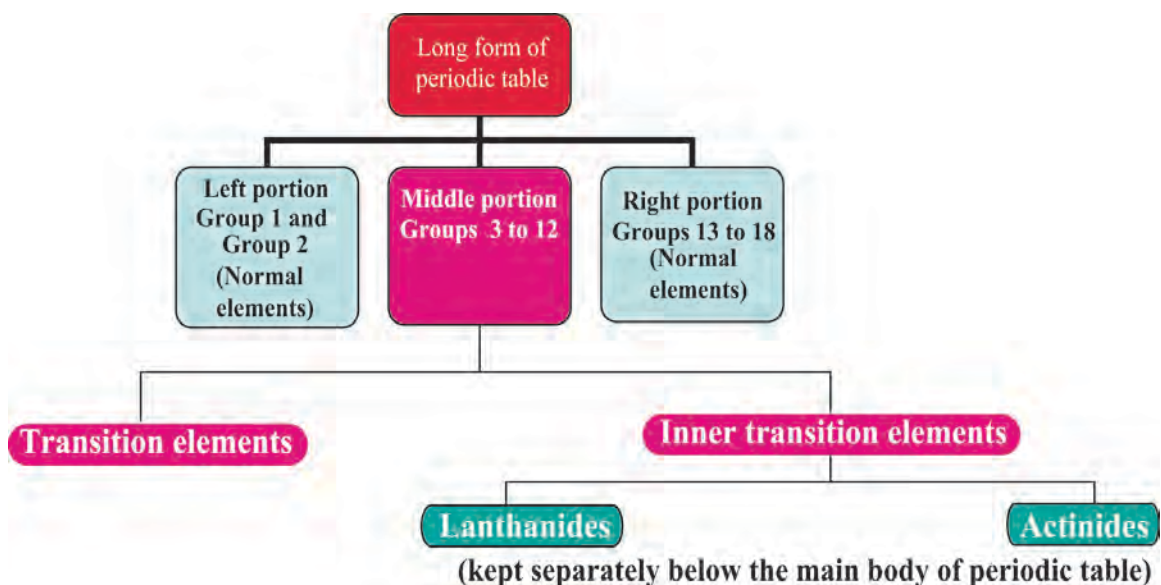 Long form of
periodic table
Left portion
Group 1 and
Group 2
(Normal
elements)
Middle portion
Groups 3 to 12
Right portion
Groups 13 to 18
(Normal
elements)
Transition elements
Inner transition elements
Lanthanides
Actinides
(kept separately below the main body of periodic table)